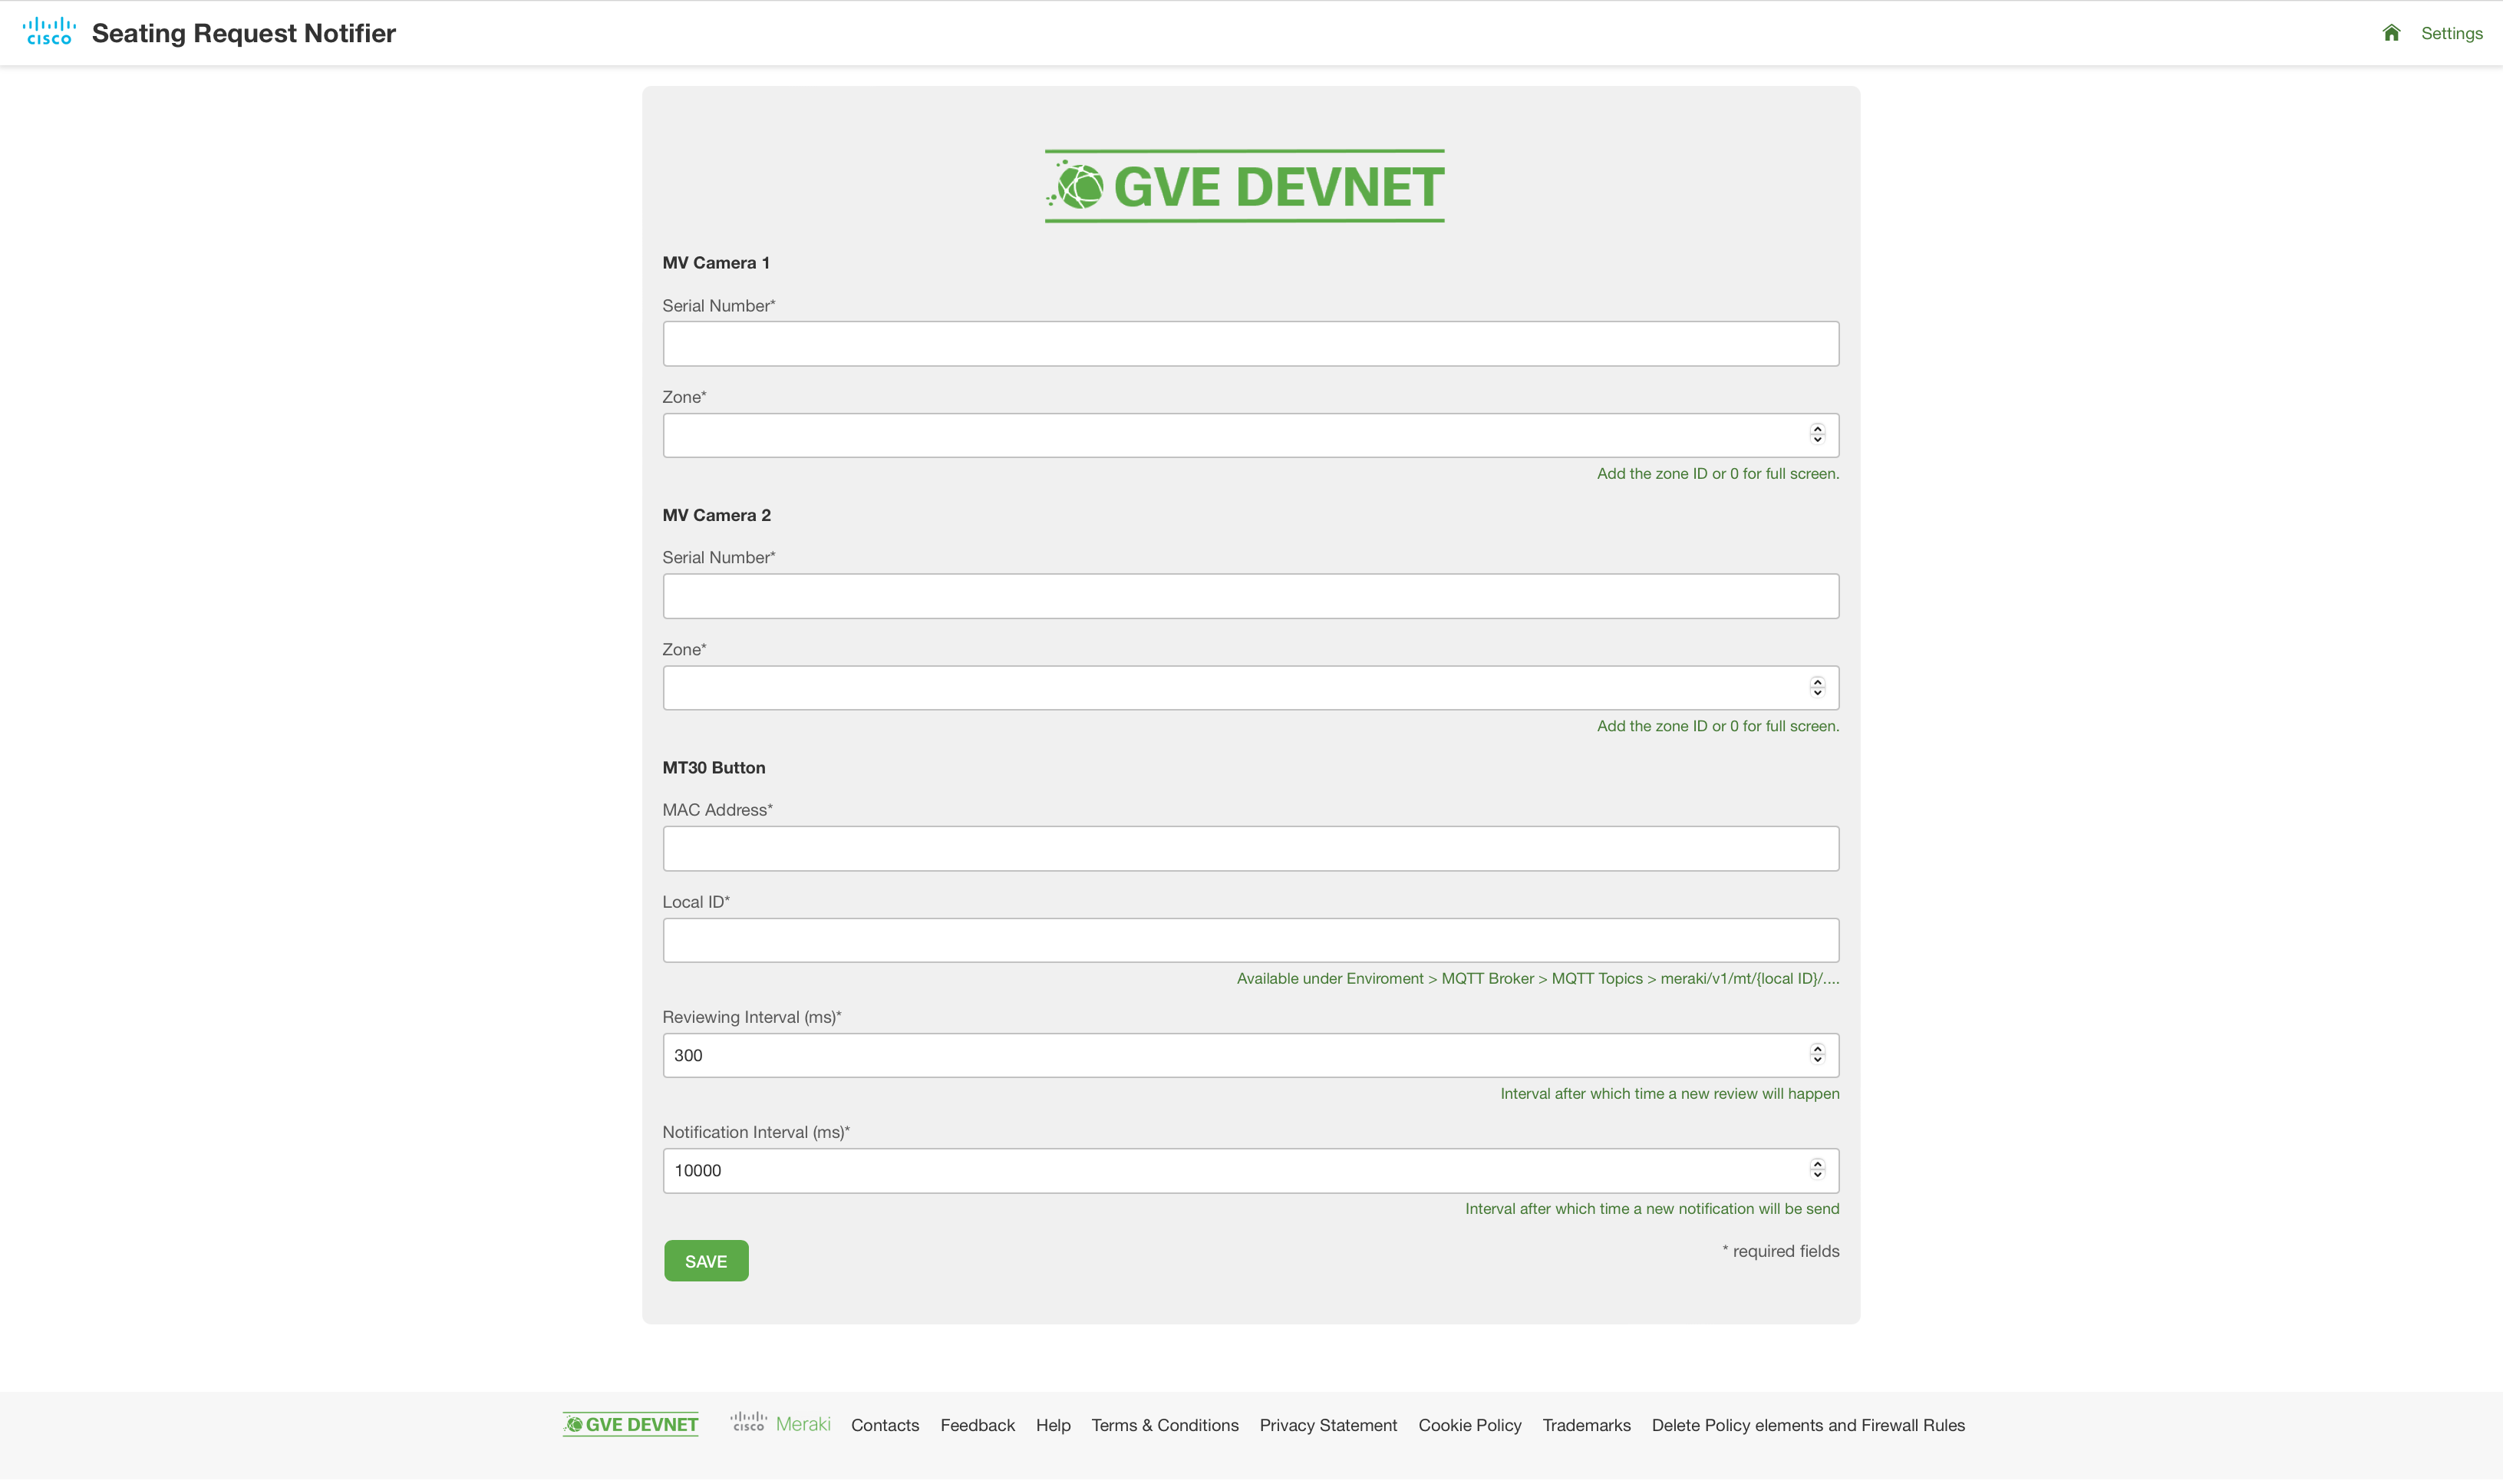 CISCO Seating Request Notifier Settings
GVE DEVNET
MV Camera 1
Serial Number*
Zone*
Add the zone ID or 0 for full screen.
MV Camera 2
Serial Number*
Zone*
Add the zone ID or 0 for full screen.
MT30 Button
MAC Address*
Local ID*
Available under Enviroment > MQTT Broker > MQTT Topics > meraki/v1/mt/{local ID}/....
Reviewing Interval (ms)*
300
Interval after which time a new review will happen
Notification Interval (ms)*
10000
Interval after which time a new notification will be send
SAVE * required fields
GVE DEVNET CISCO Meraki Contacts Feedback Help Terms & Conditions Privacy Statement Cookie Policy Trademarks Delete Policy elements and Firewall Rules